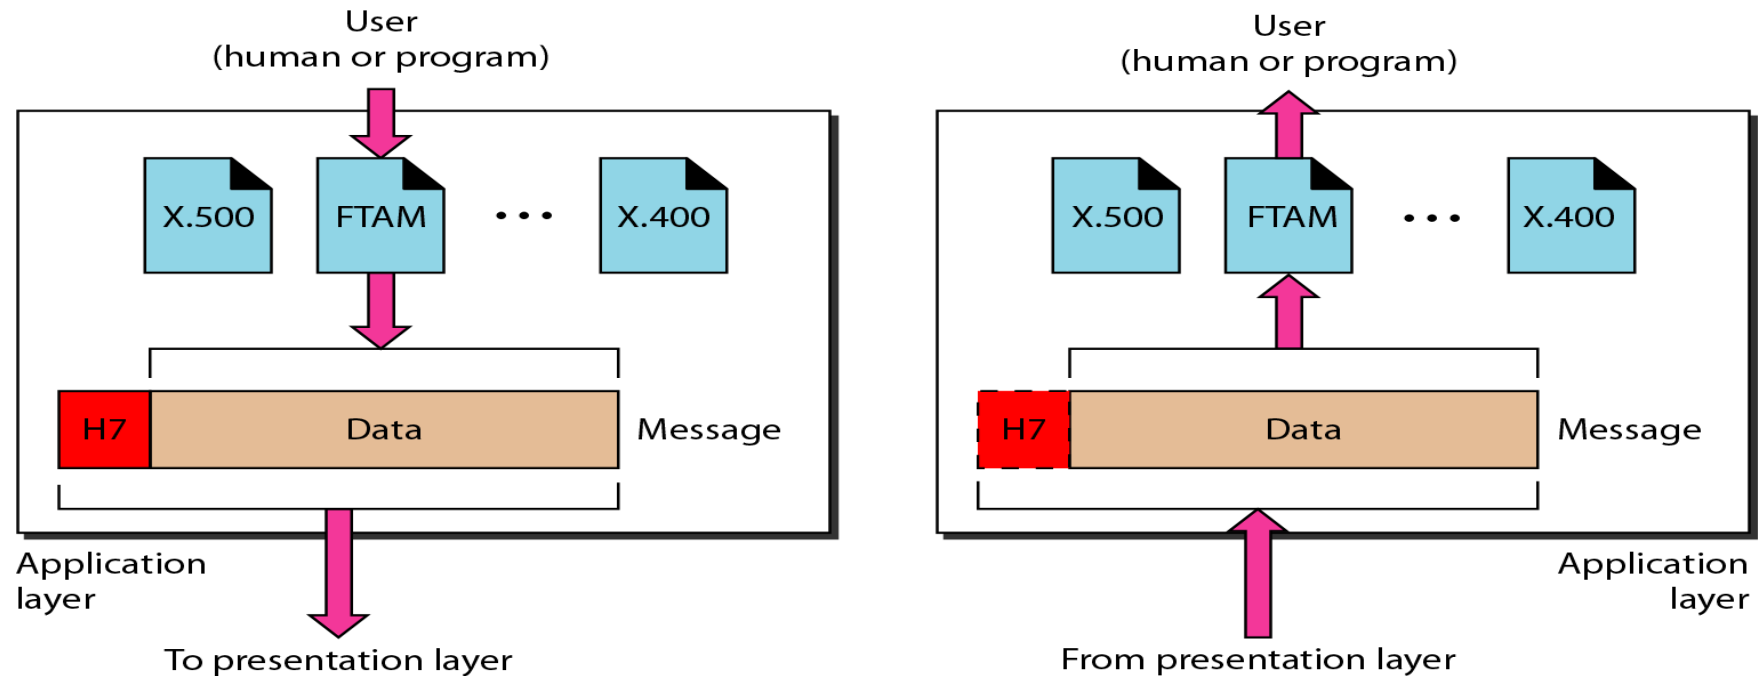 User
(human or program)
X.500
FTAM
...
X.400
H7
Data
Message
Application
layer
To presentation layer
User
(human or program)
X.500
FTAM
...
X.400
H7
Data
Message
Application
layer
From presentation layer